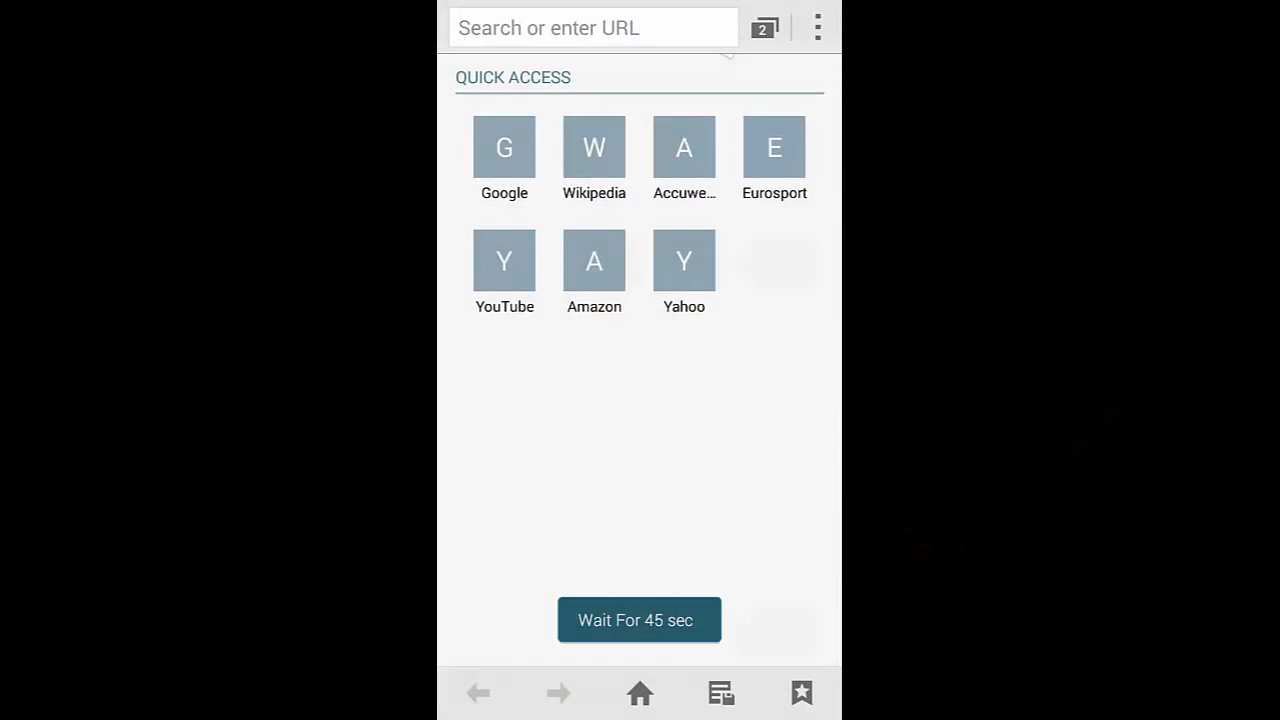 Search or enter URL
2
QUICK ACCESS
G W A E
Google Wikipedia Accuwe... Eurosport
Y A Y
YouTube Amazon Yahoo
Wait For 45 sec